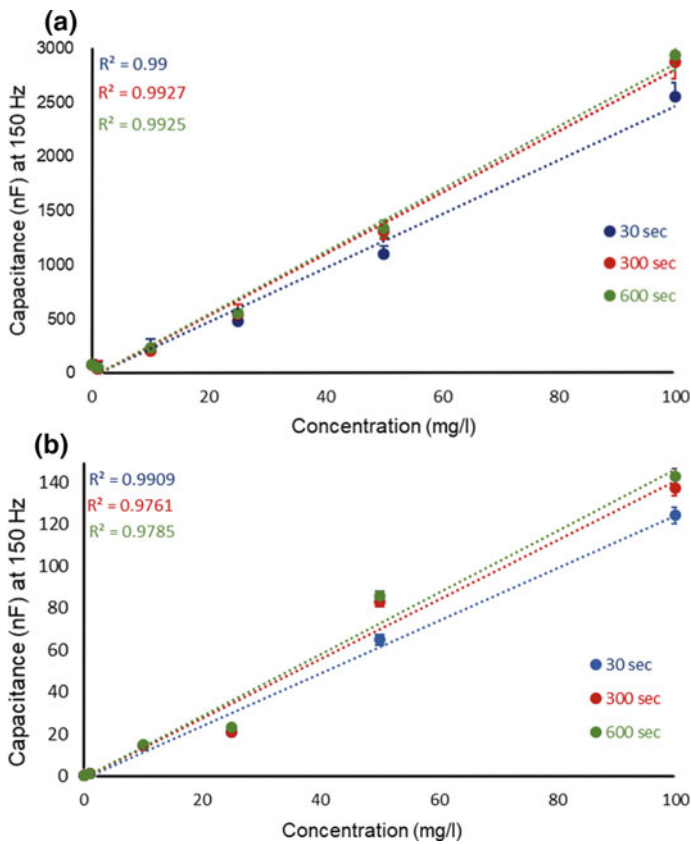 (a)
3000
2500
2000
1500
1000
500
0
Capacitance (nF) at 150 Hz
R² = 0.99
R² = 0.9927
R² = 0.9925
30 sec
300 sec
600 sec
0 20 40 60 80 100
Concentration (mg/l)
(b)
140
120
100
80
60
40
20
0
Capacitance (nF) at 150 Hz
R² = 0.9909
R² = 0.9761
R² = 0.9785
30 sec
300 sec
600 sec
0 20 40 60 80 100
Concentration (mg/l)